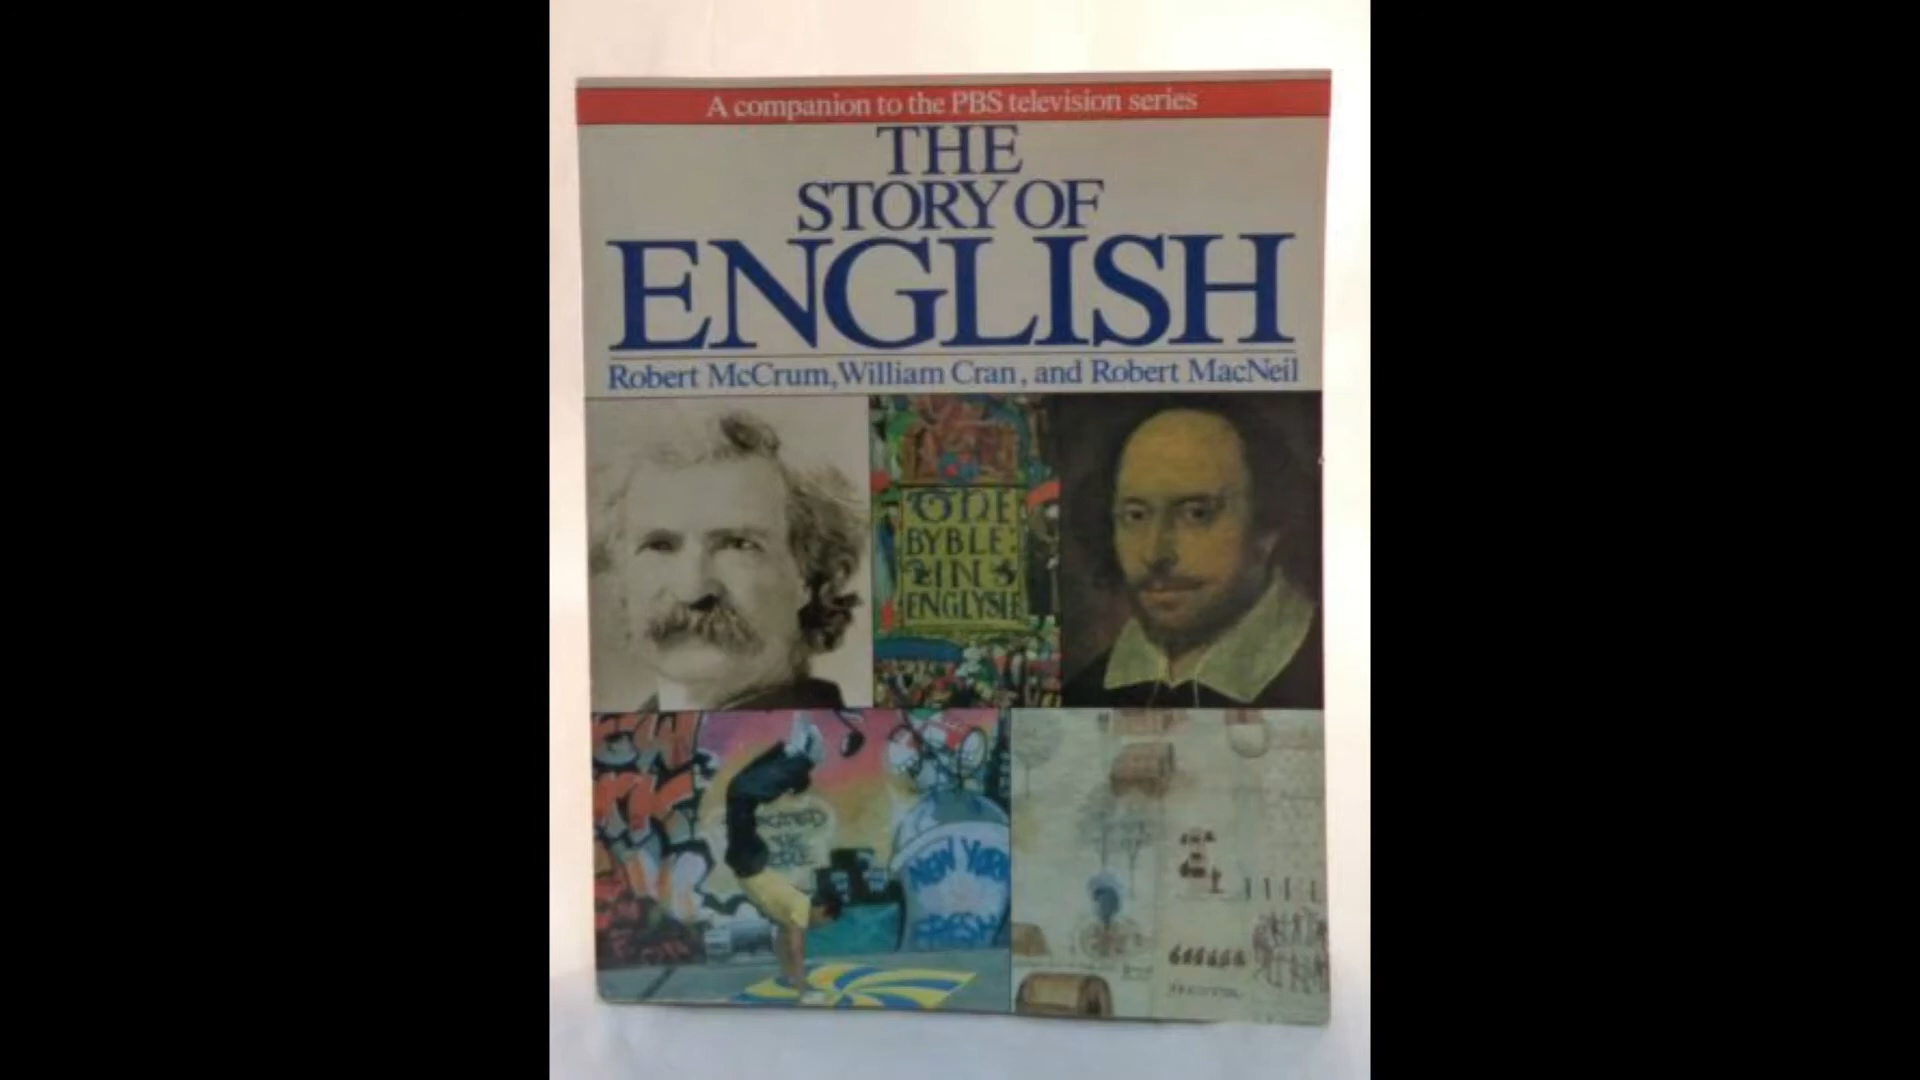 A companion to the PBS television series
THE
STORY OF
ENGLISH
Robert McCrum, William Cran, and Robert MacNeil
THE
BYBLE:
IN
ENGLYSHE
NEW YORK
FRESH